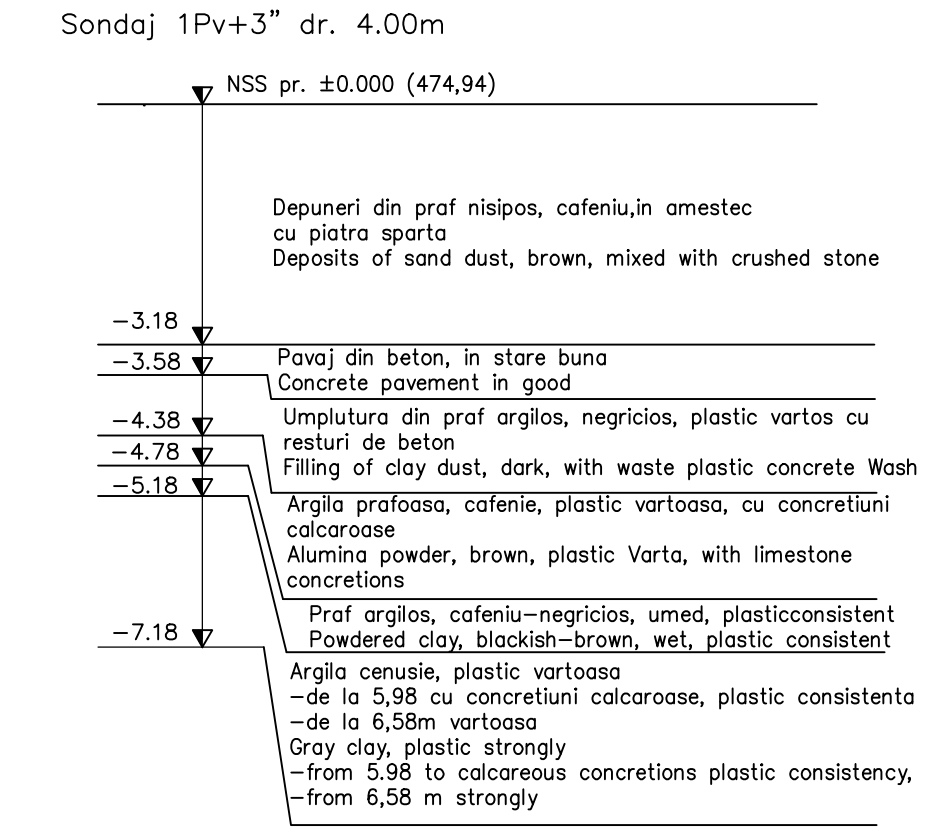 Sondaj 1Pv+3” dr. 4.00m
NSS pr. ±0.000 (474,94)
Depuneri din praf nisipos, cafeniu,in amestec
cu piatra sparta
Deposits of sand dust, brown, mixed with crushed stone
−3.18
−3.58
Pavaj din beton, in stare buna
Concrete pavement in good
−4.38
Umplutura din praf argilos, negricios, plastic vartos cu
resturi de beton
Filling of clay dust, dark, with waste plastic concrete Wash
−4.78
−5.18
Argila prafoasa, cafenie, plastic vartoasa, cu concretiuni
calcaroase
Alumina powder, brown, plastic Varta, with limestone
concretions
Praf argilos, cafeniu−negricios, umed, plasticconsistent
Powdered clay, blackish−brown, wet, plastic consistent
−7.18
Argila cenusie, plastic vartoasa
−de la 5,98 cu concretiuni calcaroase, plastic consistenta
−de la 6,58m vartoasa
Gray clay, plastic strongly
−from 5.98 to calcareous concretions plastic consistency,
−from 6,58 m strongly